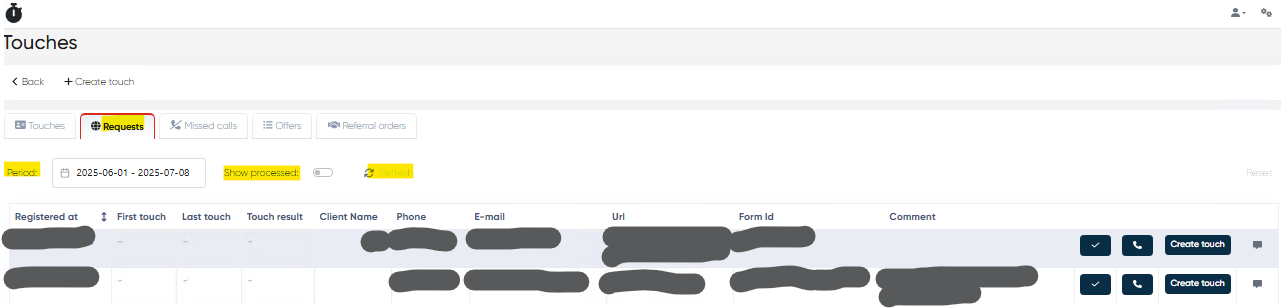 Touches
Back Create touch
Touches Requests Missed calls Offers Referral orders
Period: 2025-06-01 - 2025-07-08 Show processed: Refresh Reset
Registered at First touch Last touch Touch result Client Name Phone E-mail Url Form Id Comment
- - - Create touch
- - - Create touch